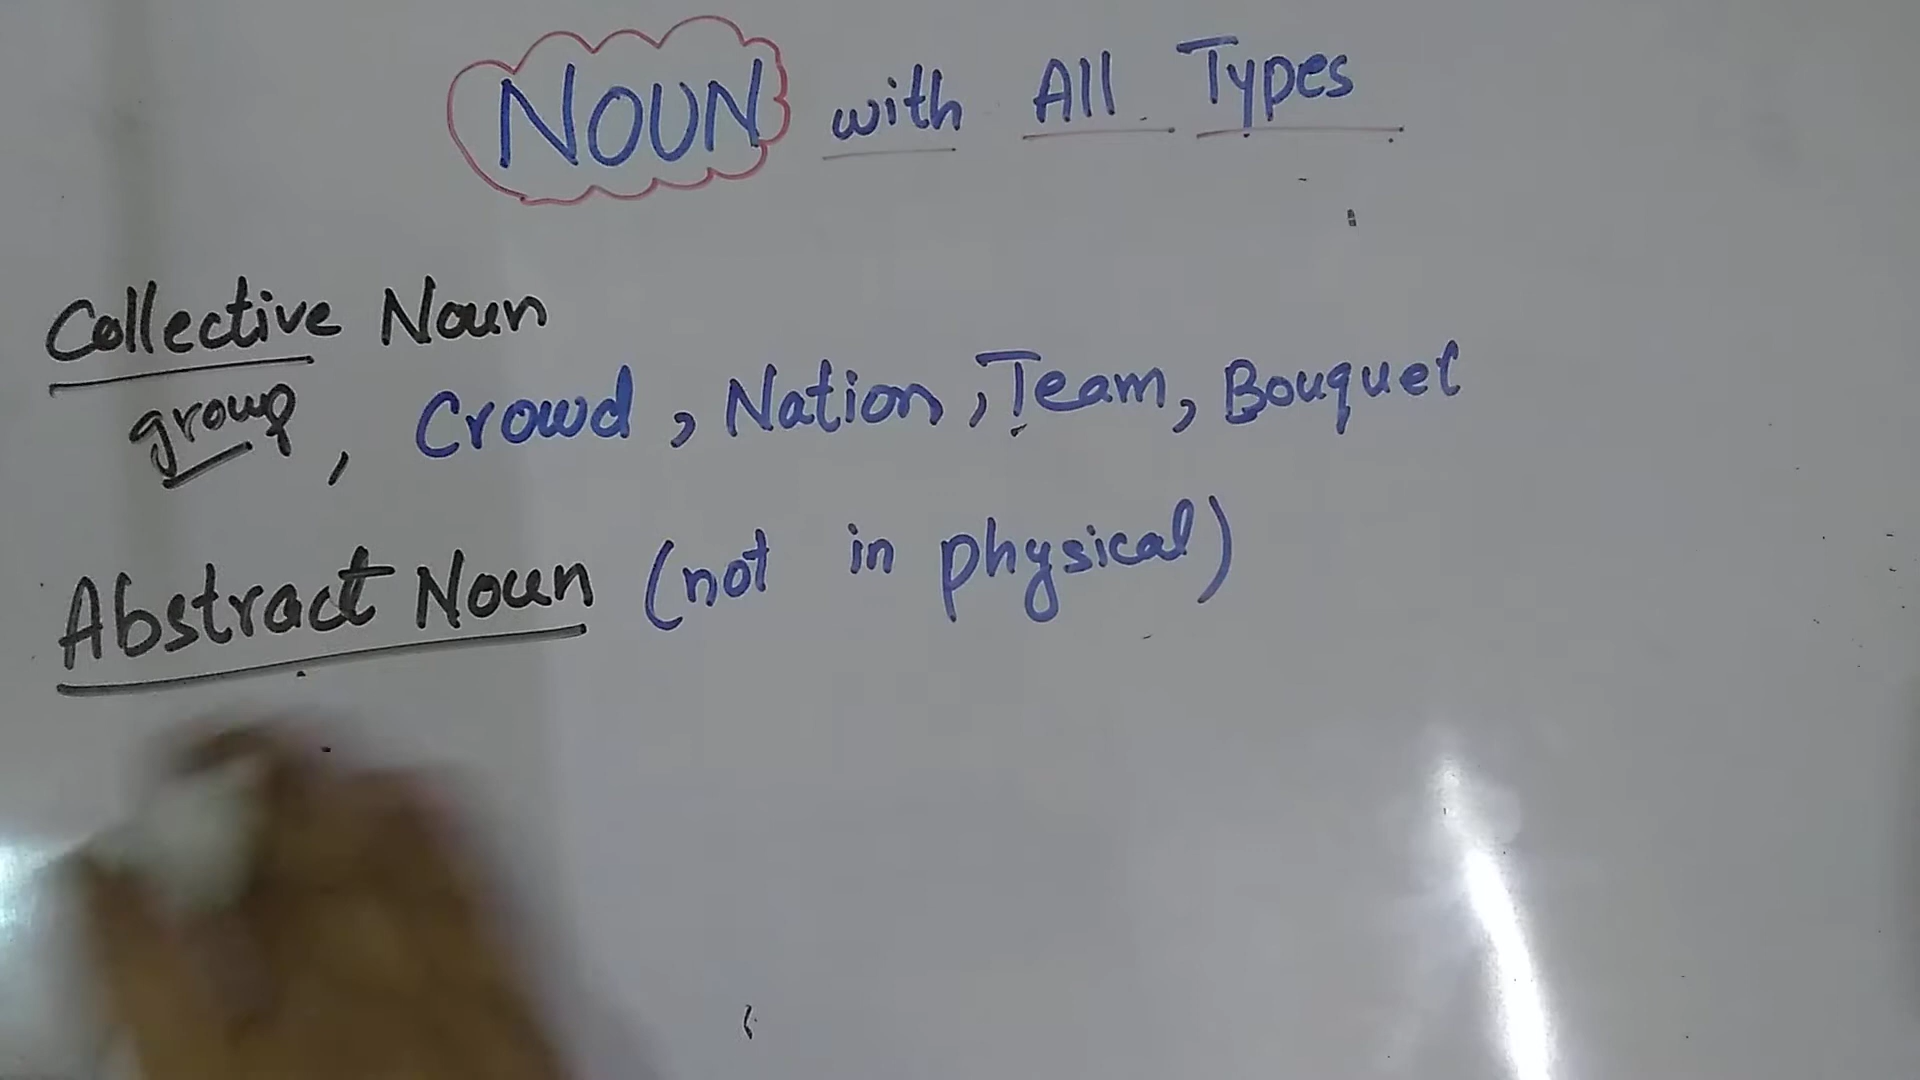 NOUN with All Types
Collective Noun
group, Crowd, Nation, Team, Bouquet
Abstract Noun (not in physical)